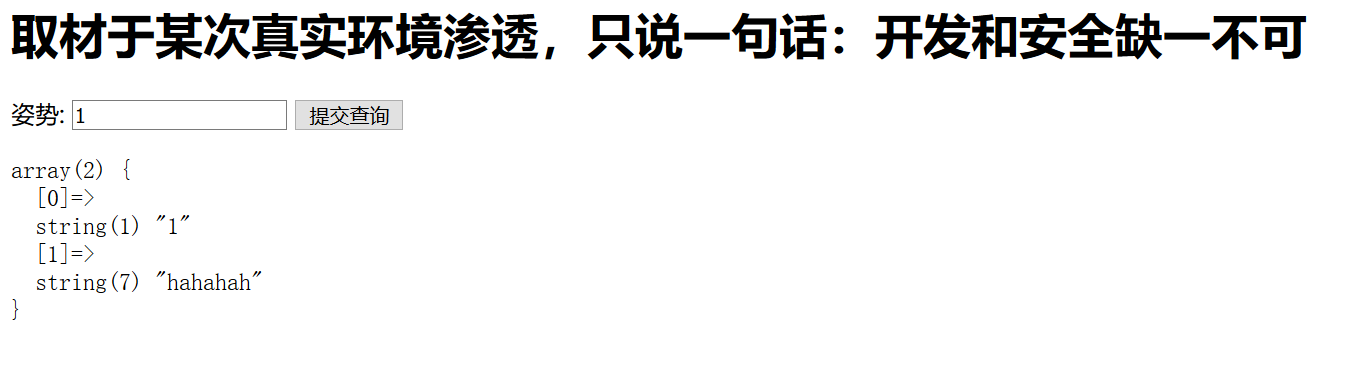 取材于某次真实环境渗透，只说一句话：开发和安全缺一不可
姿势: 1 提交查询
array(2) {
  [0]=>
  string(1) "1"
  [1]=>
  string(7) "hahahah"
}